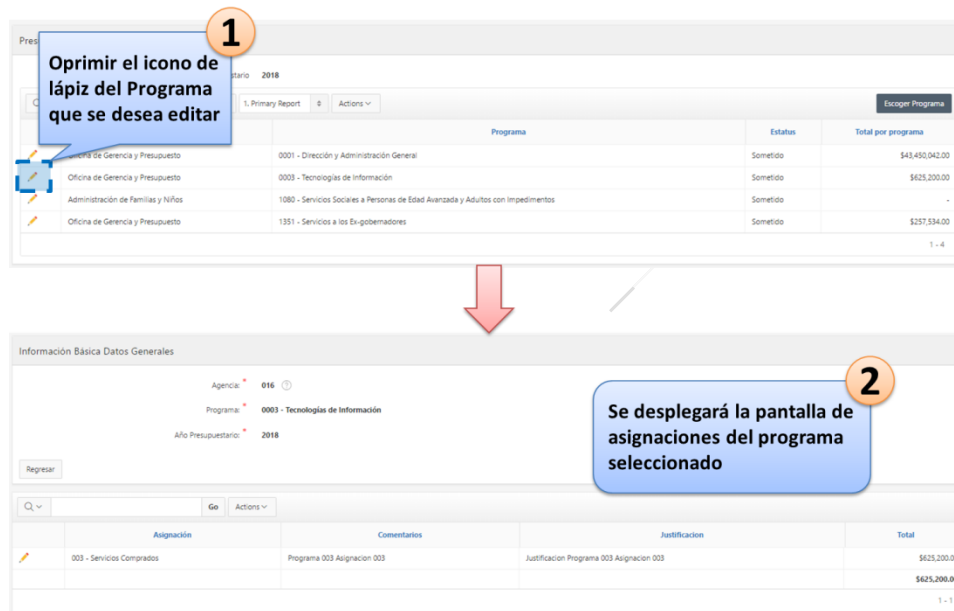 1
Pres
Oprimir el icono de
lápiz del Programa
que se desea editar
2018
1. Primary Report Actions
Escoger Programa
Programa Estatus Total por programa
Oficina de Gerencia y Presupuesto 0001 - Dirección y Administración General Sometido $43,450,042.00
Oficina de Gerencia y Presupuesto 0003 - Tecnologías de Información Sometido $625,200.00
Administración de Familias y Niños 1080 - Servicios Sociales a Personas de Edad Avanzada y Adultos con Impedimentos Sometido -
Oficina de Gerencia y Presupuesto 1351 - Servicios a los Ex-gobernadores Sometido $257,534.00
1 - 4
Información Básica Datos Generales
Agencia: * 016
Programa: * 0003 - Tecnologías de Información
Año Presupuestario: * 2018
2
Se desplegará la pantalla de
asignaciones del programa
seleccionado
Regresar
Go Actions
Asignación Comentarios Justificacion Total
003 - Servicios Comprados Programa 003 Asignacion 003 Justificacion Programa 003 Asignacion 003 $625,200.0
$625,200.0
1 - 1